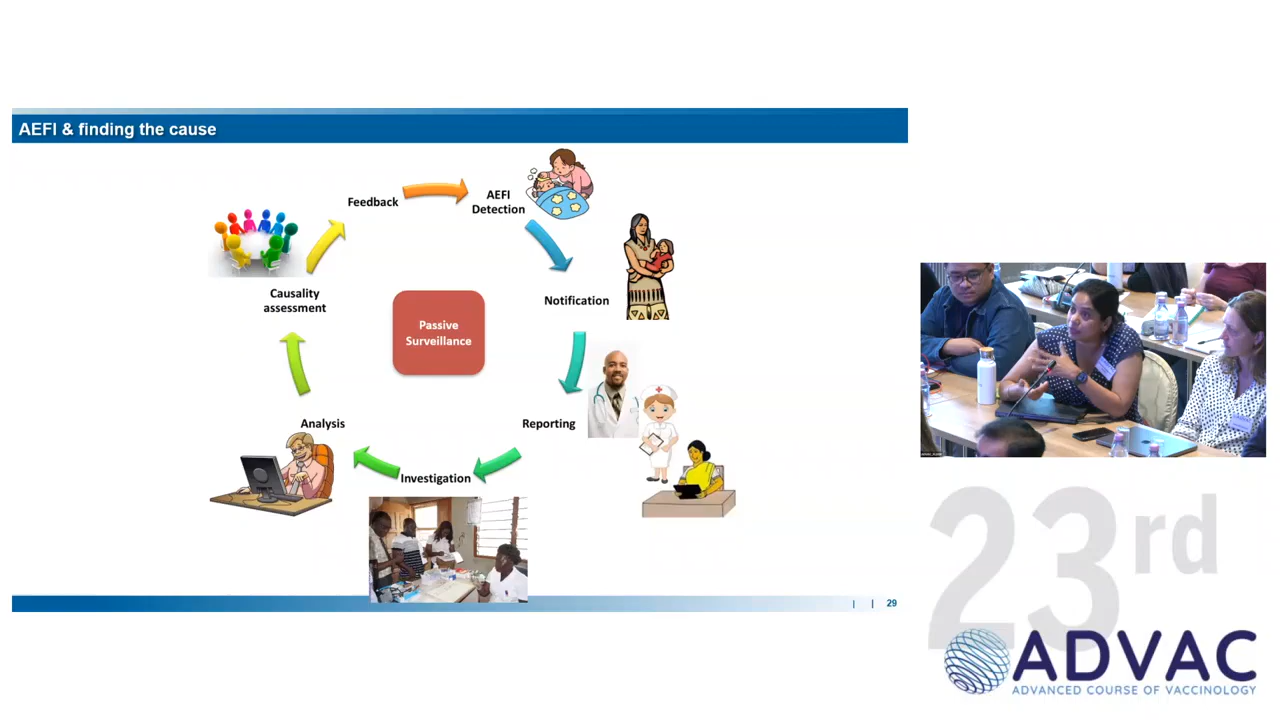 AEFI & finding the cause
Feedback
AEFI
Detection
Notification
Causality
assessment
Passive
Surveillance
Reporting
Analysis
Investigation
| | 29
23rd
ADVAC
ADVANCED COURSE OF VACCINOLOGY